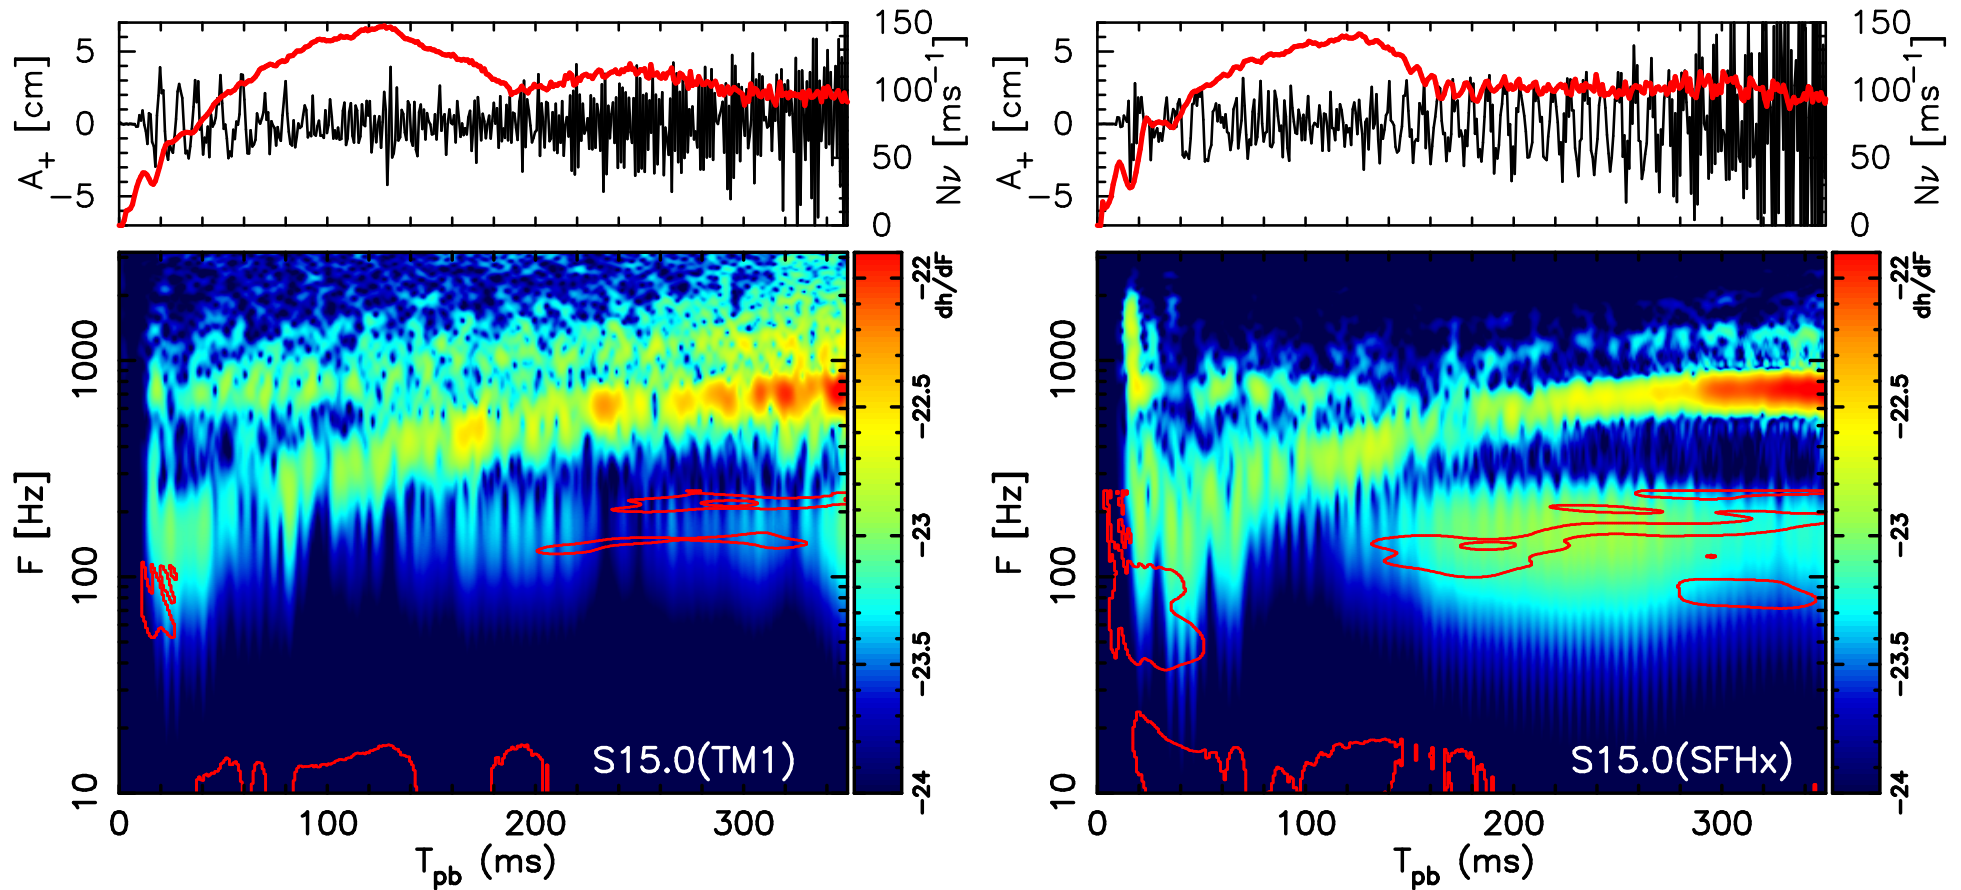 A+ [cm]
5
0
−5
150
100
50
0
Nν [ms−1]
A+ [cm]
5
0
−5
150
100
50
0
Nν [ms−1]
F [Hz]
1000
100
10
S15.0(TM1)
0 100 200 300
Tpb (ms)
dh/dF
−22
−22.5
−23
−23.5
−24
F [Hz]
1000
100
10
S15.0(SFHx)
0 100 200 300
Tpb (ms)
dh/dF
−22
−22.5
−23
−23.5
−24